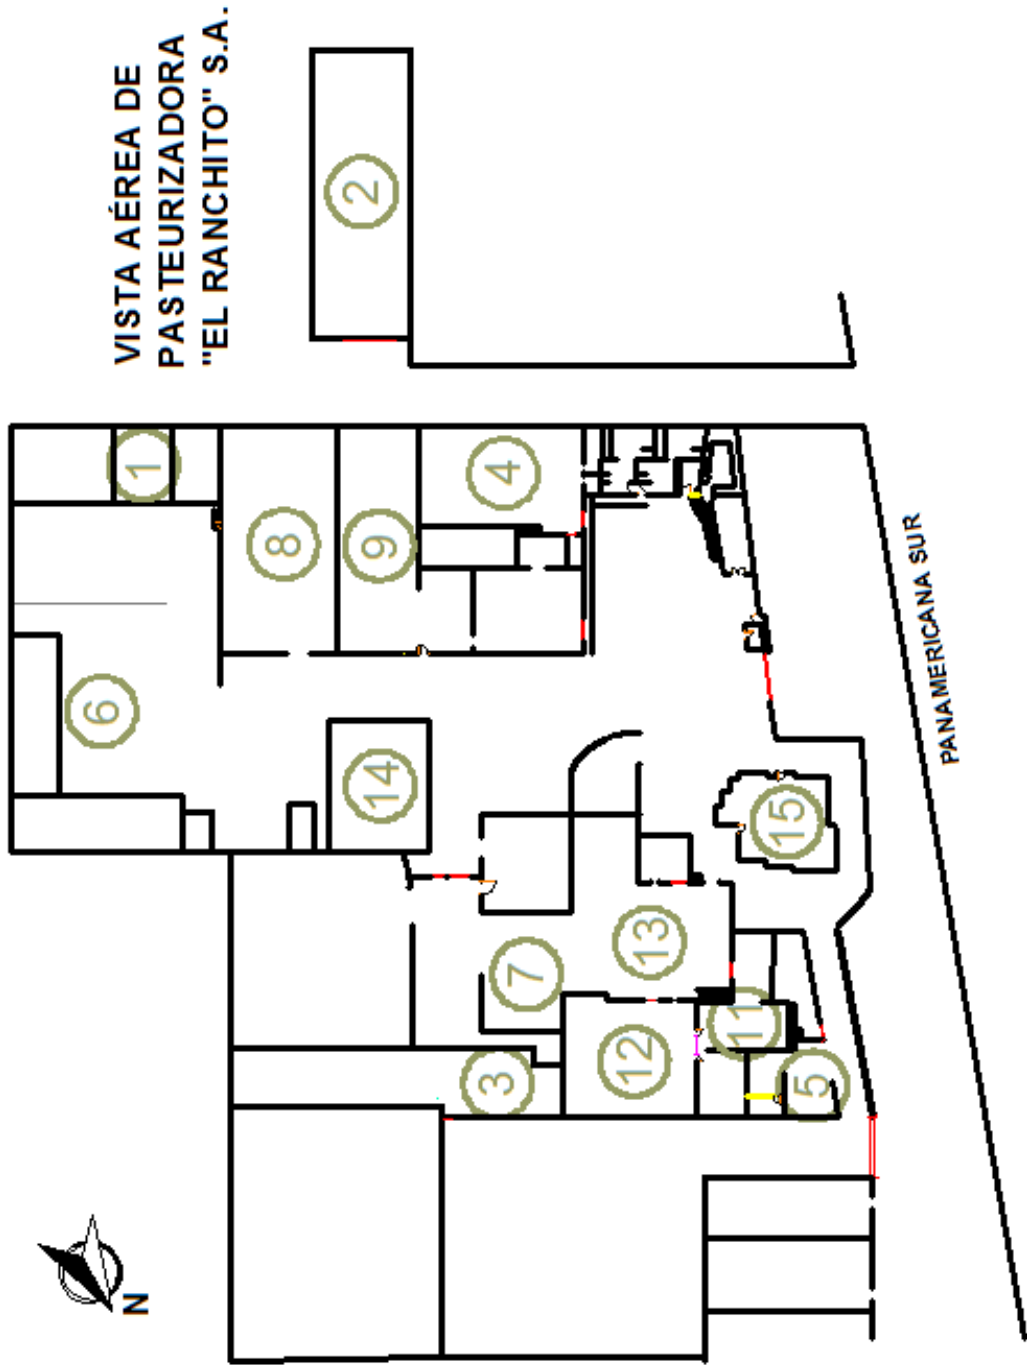 VISTA AÉREA DE
PASTEURIZADORA
"EL RANCHITO" S.A.
2
1
4
8
9
6
14
15
7
13
11
12
3
5
PANAMERICANA SUR
N